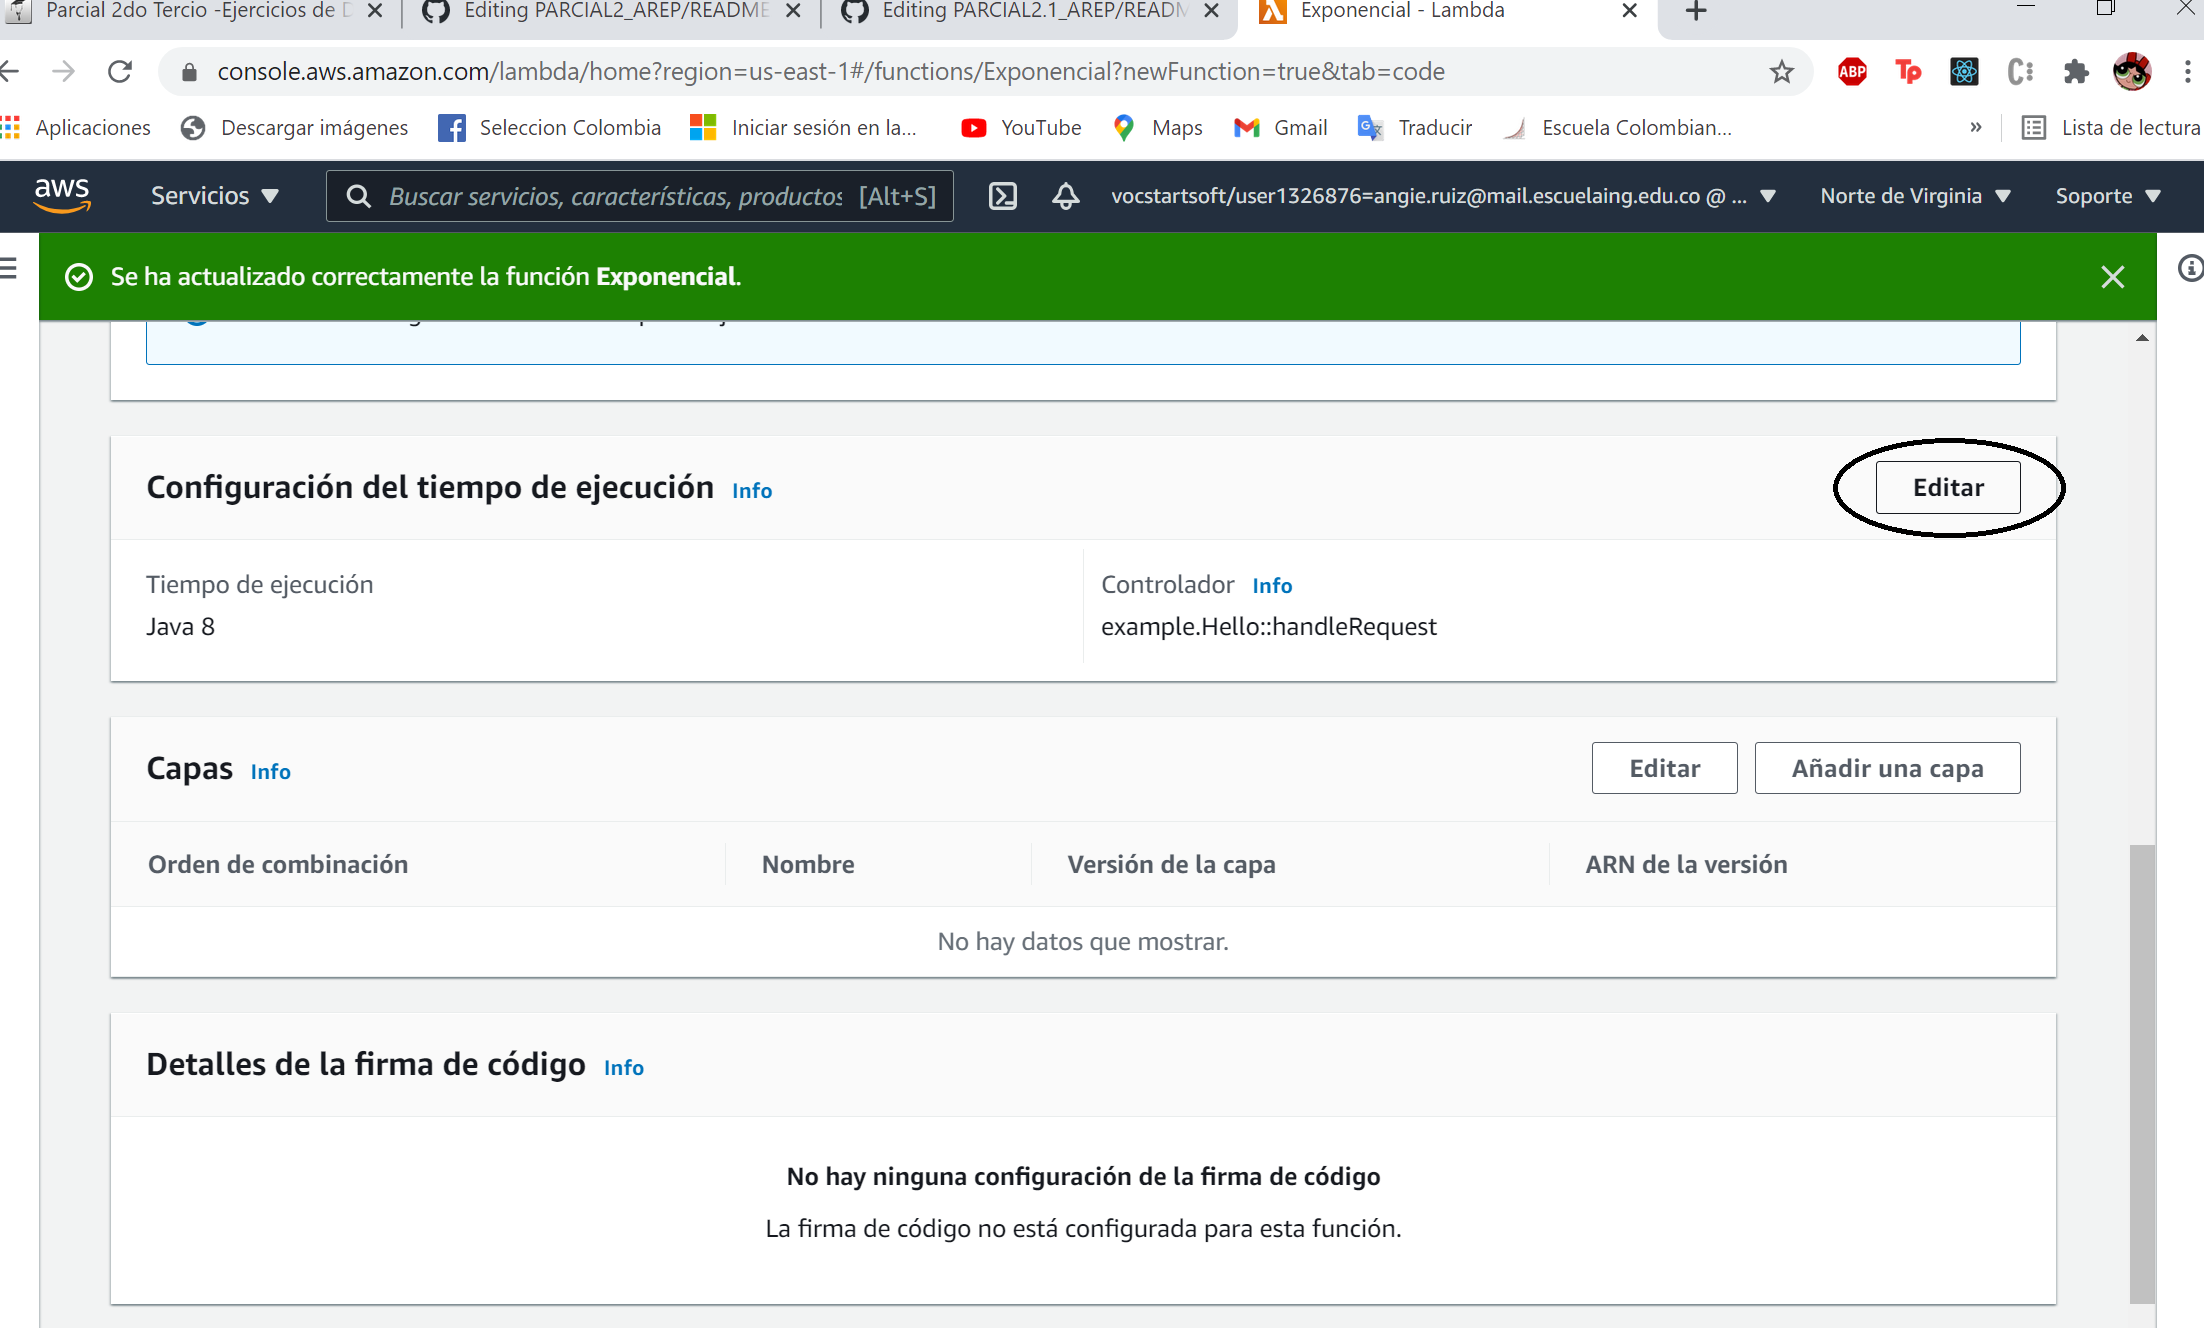 Parcial 2do Tercio -Ejercicios de D
Editing PARCIAL2_AREP/README
Editing PARCIAL2.1_AREP/READM
Exponencial - Lambda
console.aws.amazon.com/lambda/home?region=us-east-1#/functions/Exponencial?newFunction=true&tab=code
ABP
Tp
Aplicaciones
Descargar imágenes
Seleccion Colombia
Iniciar sesión en la...
YouTube
Maps
Gmail
Traducir
Escuela Colombian...
»
Lista de lectura
aws
Servicios
Buscar servicios, características, productos [Alt+S]
vocstartsoft/user1326876=angie.ruiz@mail.escuelaing.edu.co @ ...
Norte de Virginia
Soporte
Se ha actualizado correctamente la función Exponencial.
Configuración del tiempo de ejecución Info
Editar
Tiempo de ejecución
Java 8
Controlador Info
example.Hello::handleRequest
Capas Info
Editar
Añadir una capa
Orden de combinación
Nombre
Versión de la capa
ARN de la versión
No hay datos que mostrar.
Detalles de la firma de código Info
No hay ninguna configuración de la firma de código
La firma de código no está configurada para esta función.